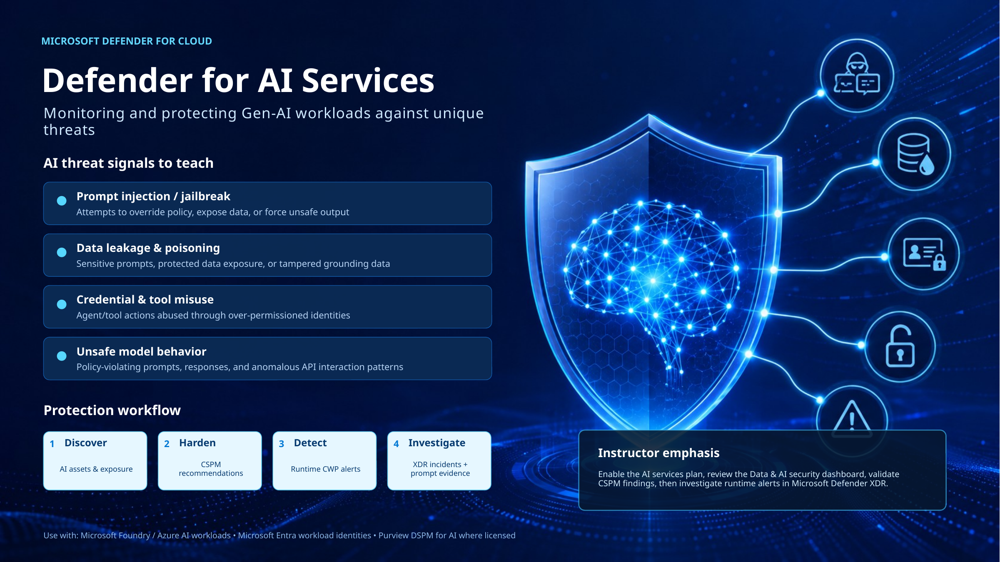 MICROSOFT DEFENDER FOR CLOUD
Defender for AI Services
Monitoring and protecting Gen-AI workloads against unique
threats
AI threat signals to teach
Prompt injection / jailbreak
Attempts to override policy, expose data, or force unsafe output
Data leakage & poisoning
Sensitive prompts, protected data exposure, or tampered grounding data
Credential & tool misuse
Agent/tool actions abused through over-permissioned identities
Unsafe model behavior
Policy-violating prompts, responses, and anomalous API interaction patterns
Protection workflow
1 Discover
AI assets & exposure
2 Harden
CSPM
recommendations
3 Detect
Runtime CWP alerts
4 Investigate
XDR incidents +
prompt evidence
Instructor emphasis
Enable the AI services plan, review the Data & AI security dashboard, validate
CSPM findings, then investigate runtime alerts in Microsoft Defender XDR.
Use with: Microsoft Foundry / Azure AI workloads • Microsoft Entra workload identities • Purview DSPM for AI where licensed